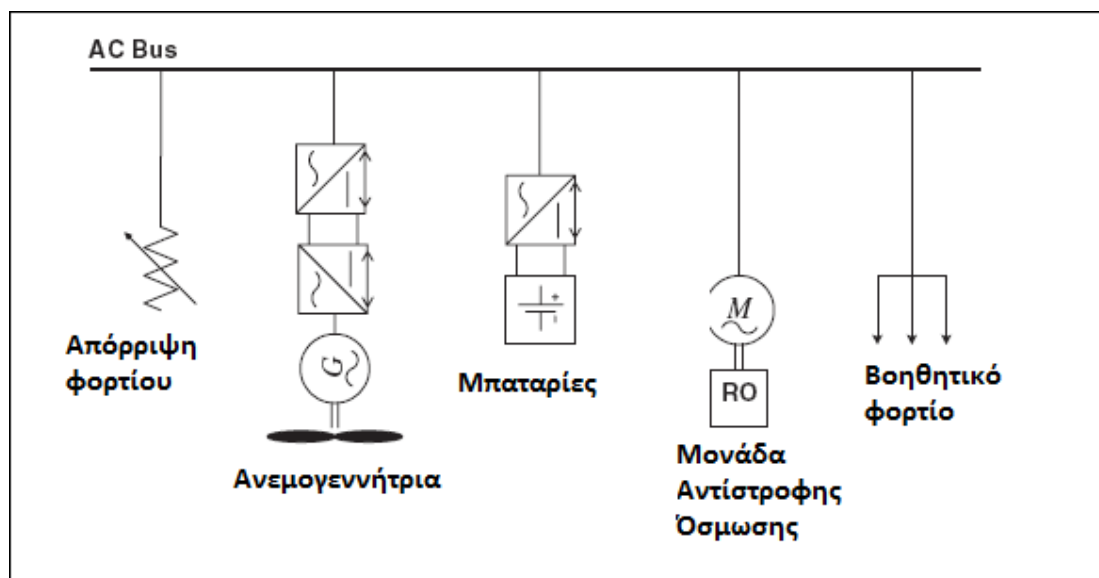 AC Bus
Απόρριψη
φορτίου
G
Ανεμογεννήτρια
+
Μπαταρίες
M
RO
Μονάδα
Αντίστροφης
Όσμωσης
Βοηθητικό
φορτίο